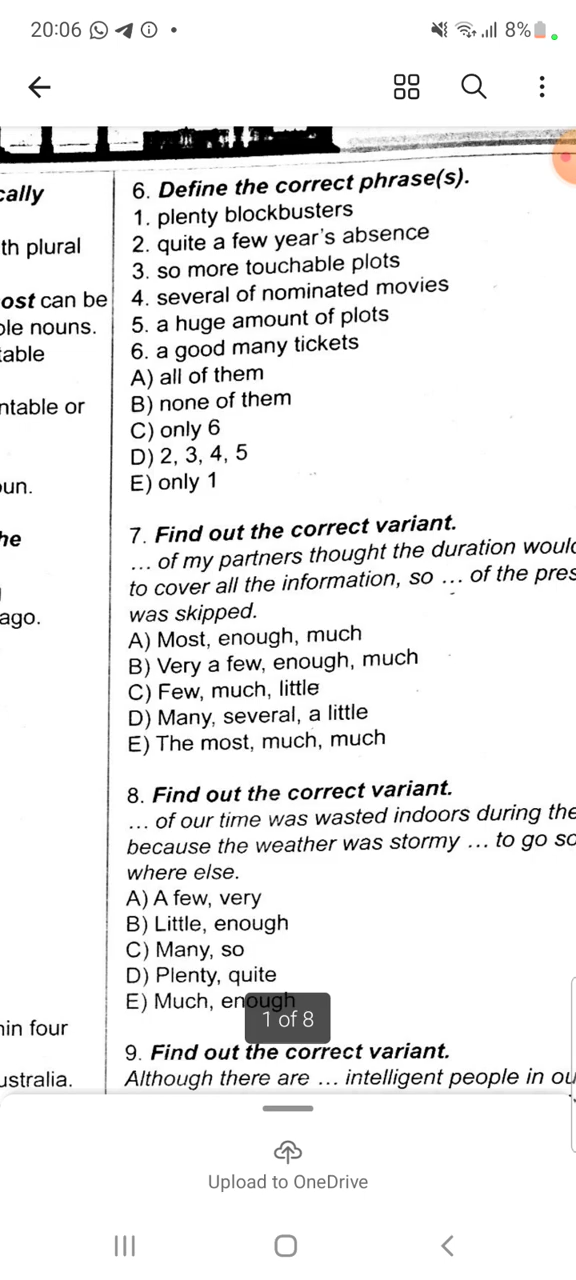 20:06
8%
cally
th plural
ost can be
ble nouns.
table
ntable or
oun.
he
ago.
nin four
ustralia.
6. Define the correct phrase(s).
1. plenty blockbusters
2. quite a few year's absence
3. so more touchable plots
4. several of nominated movies
5. a huge amount of plots
6. a good many tickets
A) all of them
B) none of them
C) only 6
D) 2, 3, 4, 5
E) only 1
7. Find out the correct variant.
... of my partners thought the duration would
to cover all the information, so ... of the pres
was skipped.
A) Most, enough, much
B) Very a few, enough, much
C) Few, much, little
D) Many, several, a little
E) The most, much, much
8. Find out the correct variant.
... of our time was wasted indoors during the
because the weather was stormy ... to go so
where else.
A) A few, very
B) Little, enough
C) Many, so
D) Plenty, quite
E) Much, enough
1 of 8
9. Find out the correct variant.
Although there are ... intelligent people in ou
Upload to OneDrive